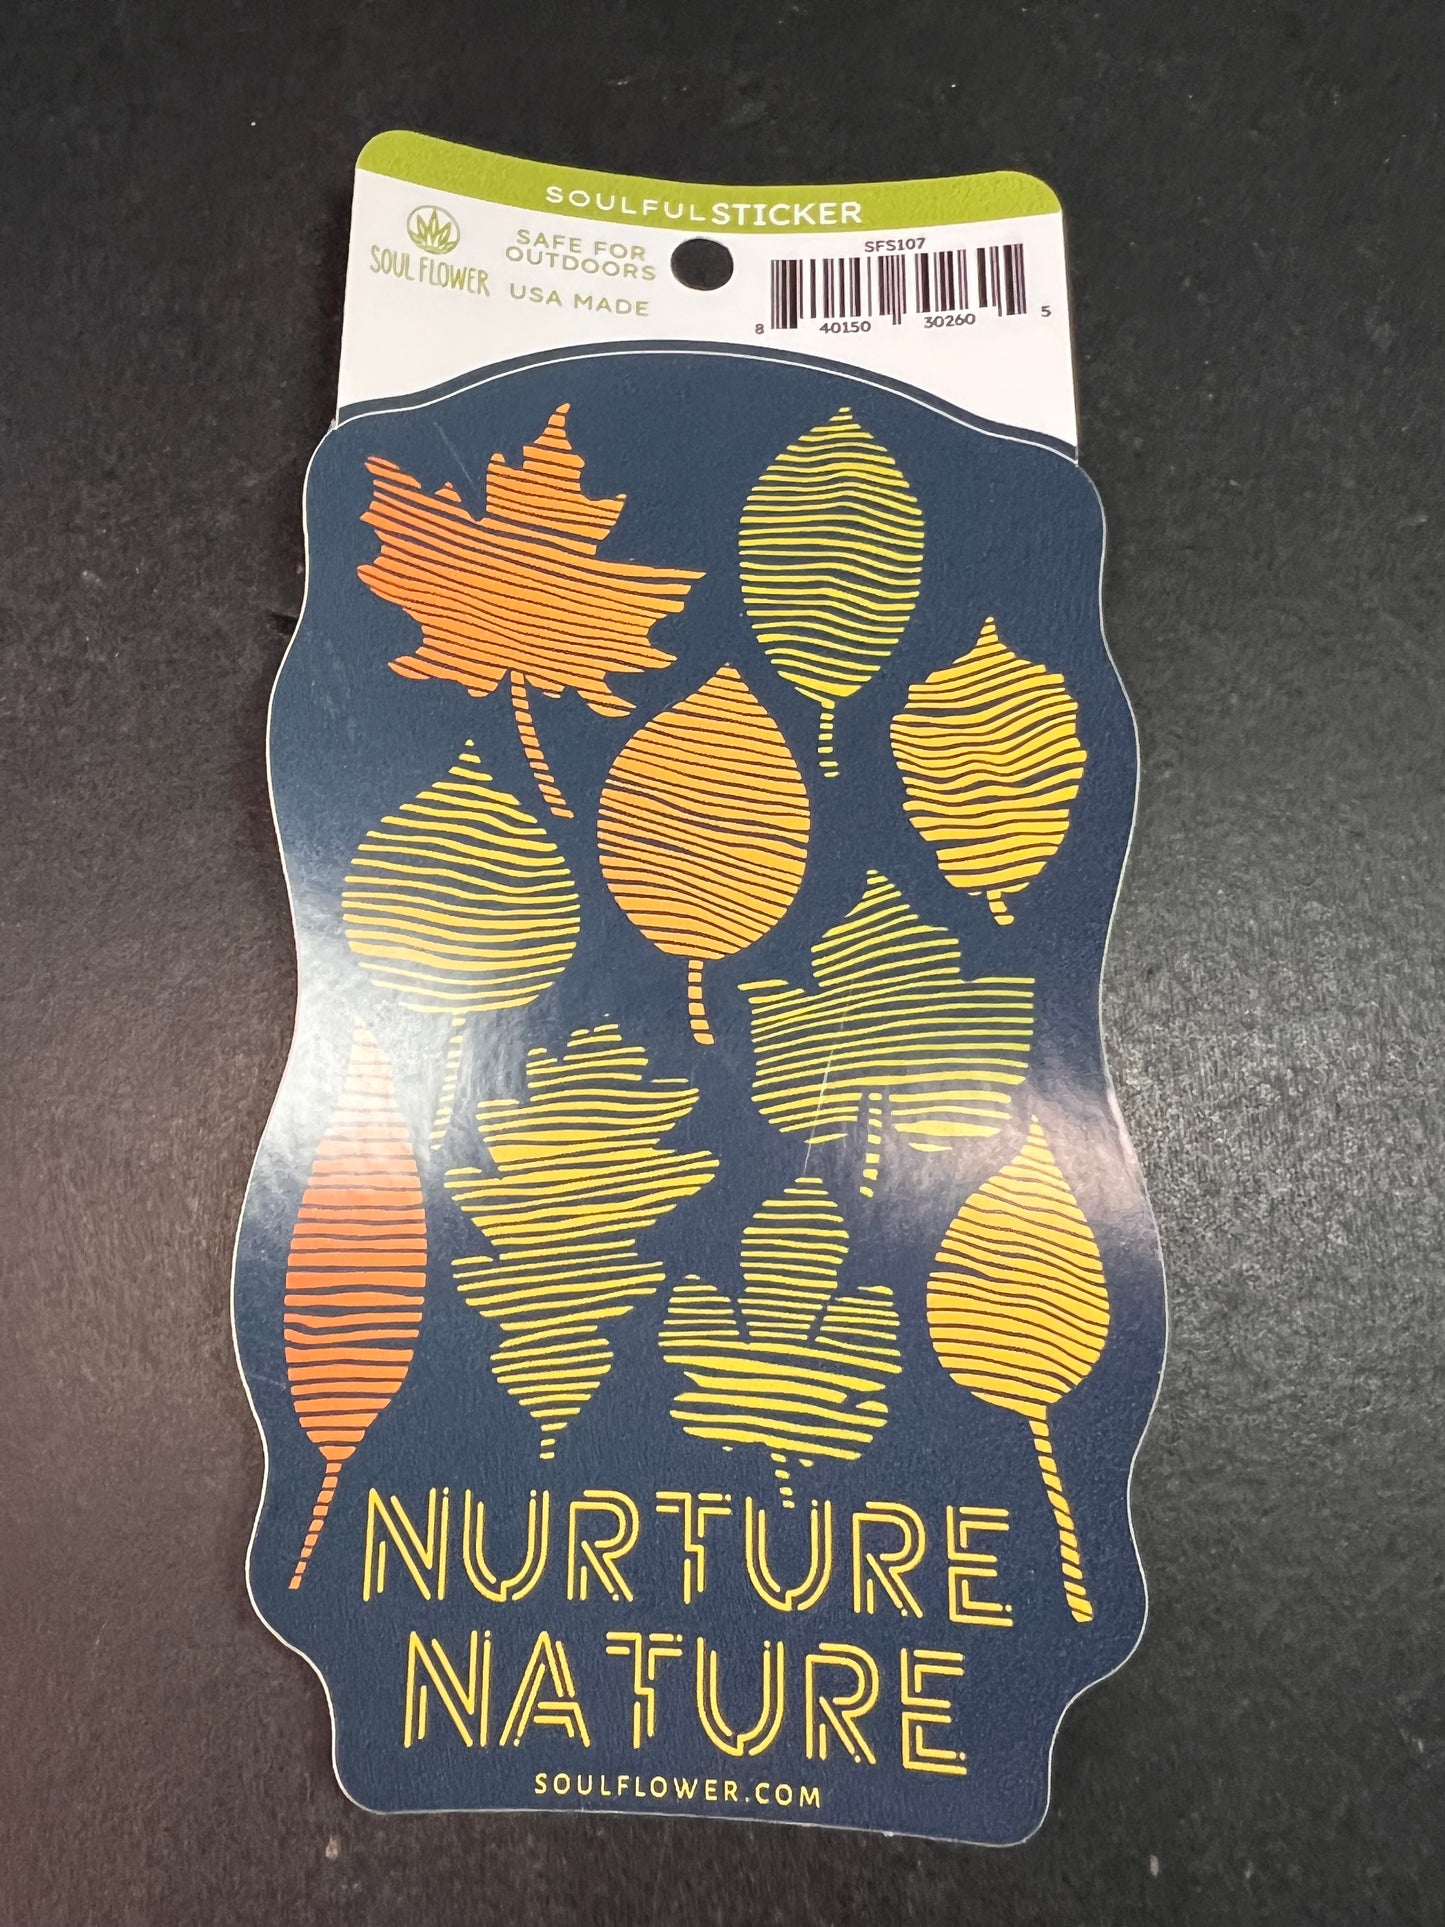 SOULFULSTICKER
SOUL FLOWER
SAFE FOR
OUTDOORS
USA MADE
SFS107
8 40150 30260 5
NURTURE
NATURE
SOULFLOWER.COM